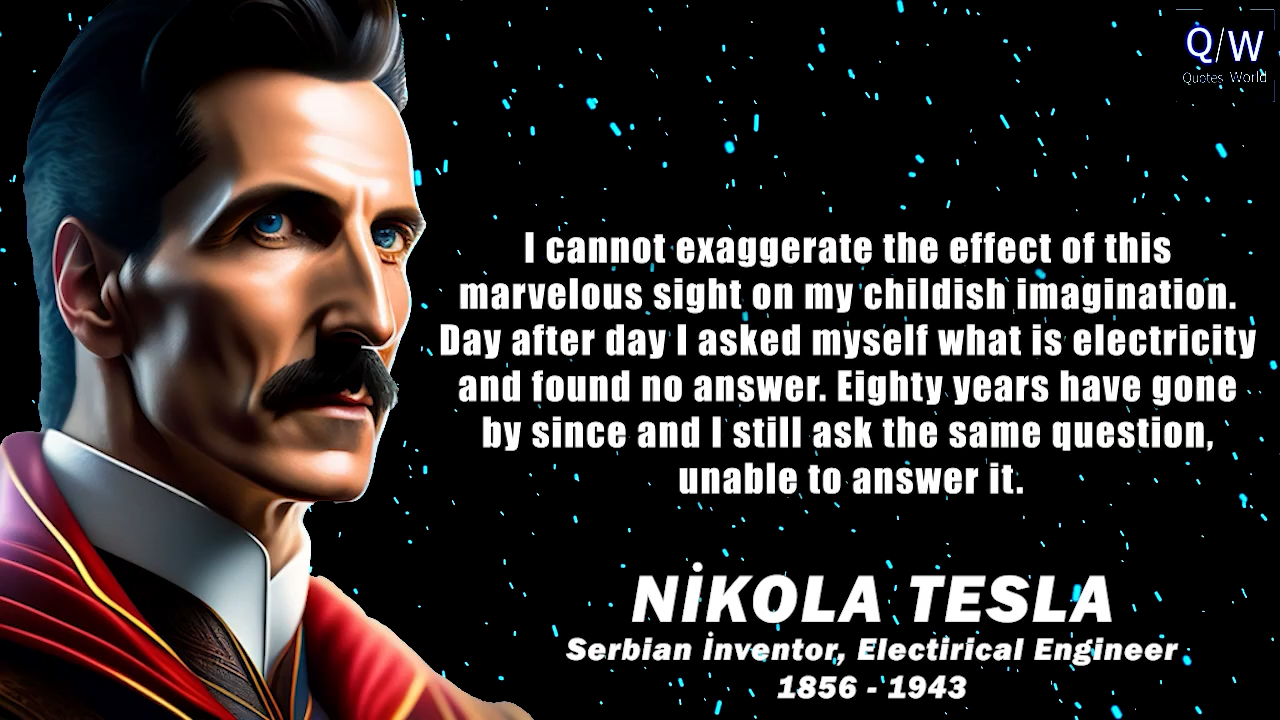 Q/W
Quotes World
I cannot exaggerate the effect of this
marvelous sight on my childish imagination.
Day after day I asked myself what is electricity
and found no answer. Eighty years have gone
by since and I still ask the same question,
unable to answer it.
NİKOLA TESLA
Serbian İnventor, Electirical Engineer
1856 - 1943